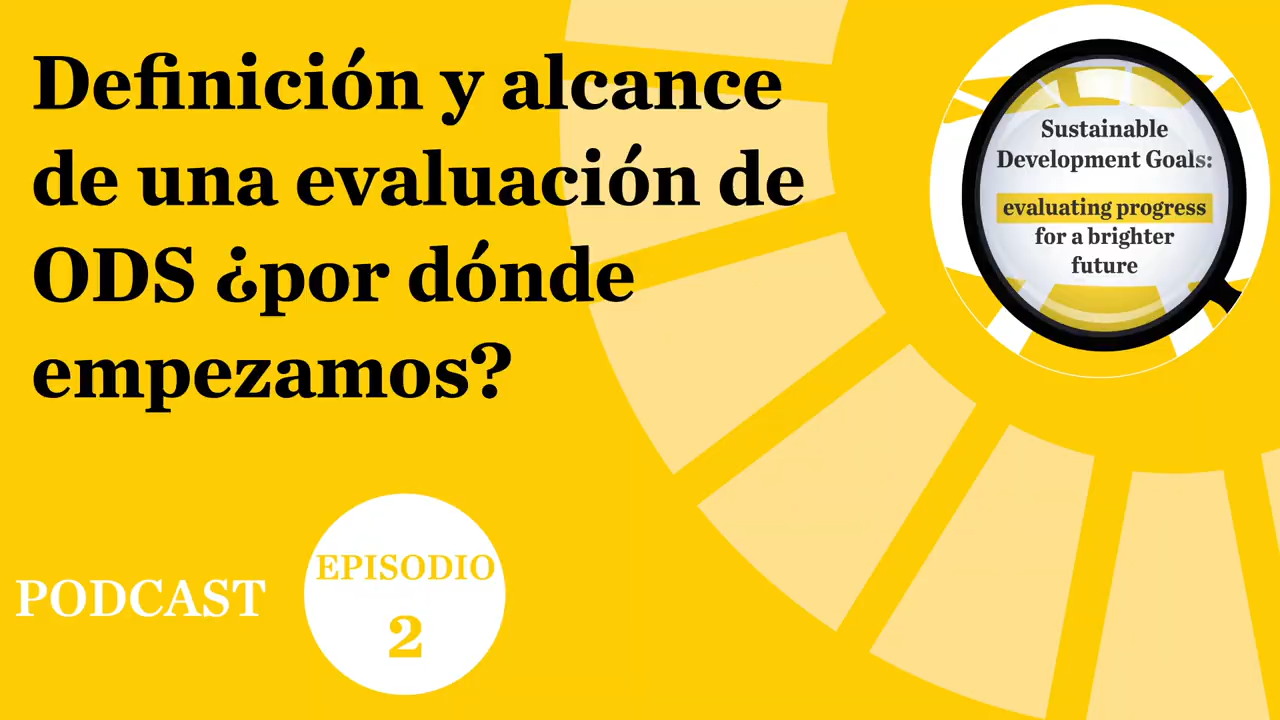 Definición y alcance
de una evaluación de
ODS ¿por dónde
empezamos?
Sustainable
Development Goals:
evaluating progress
for a brighter
future
PODCAST
EPISODIO
2